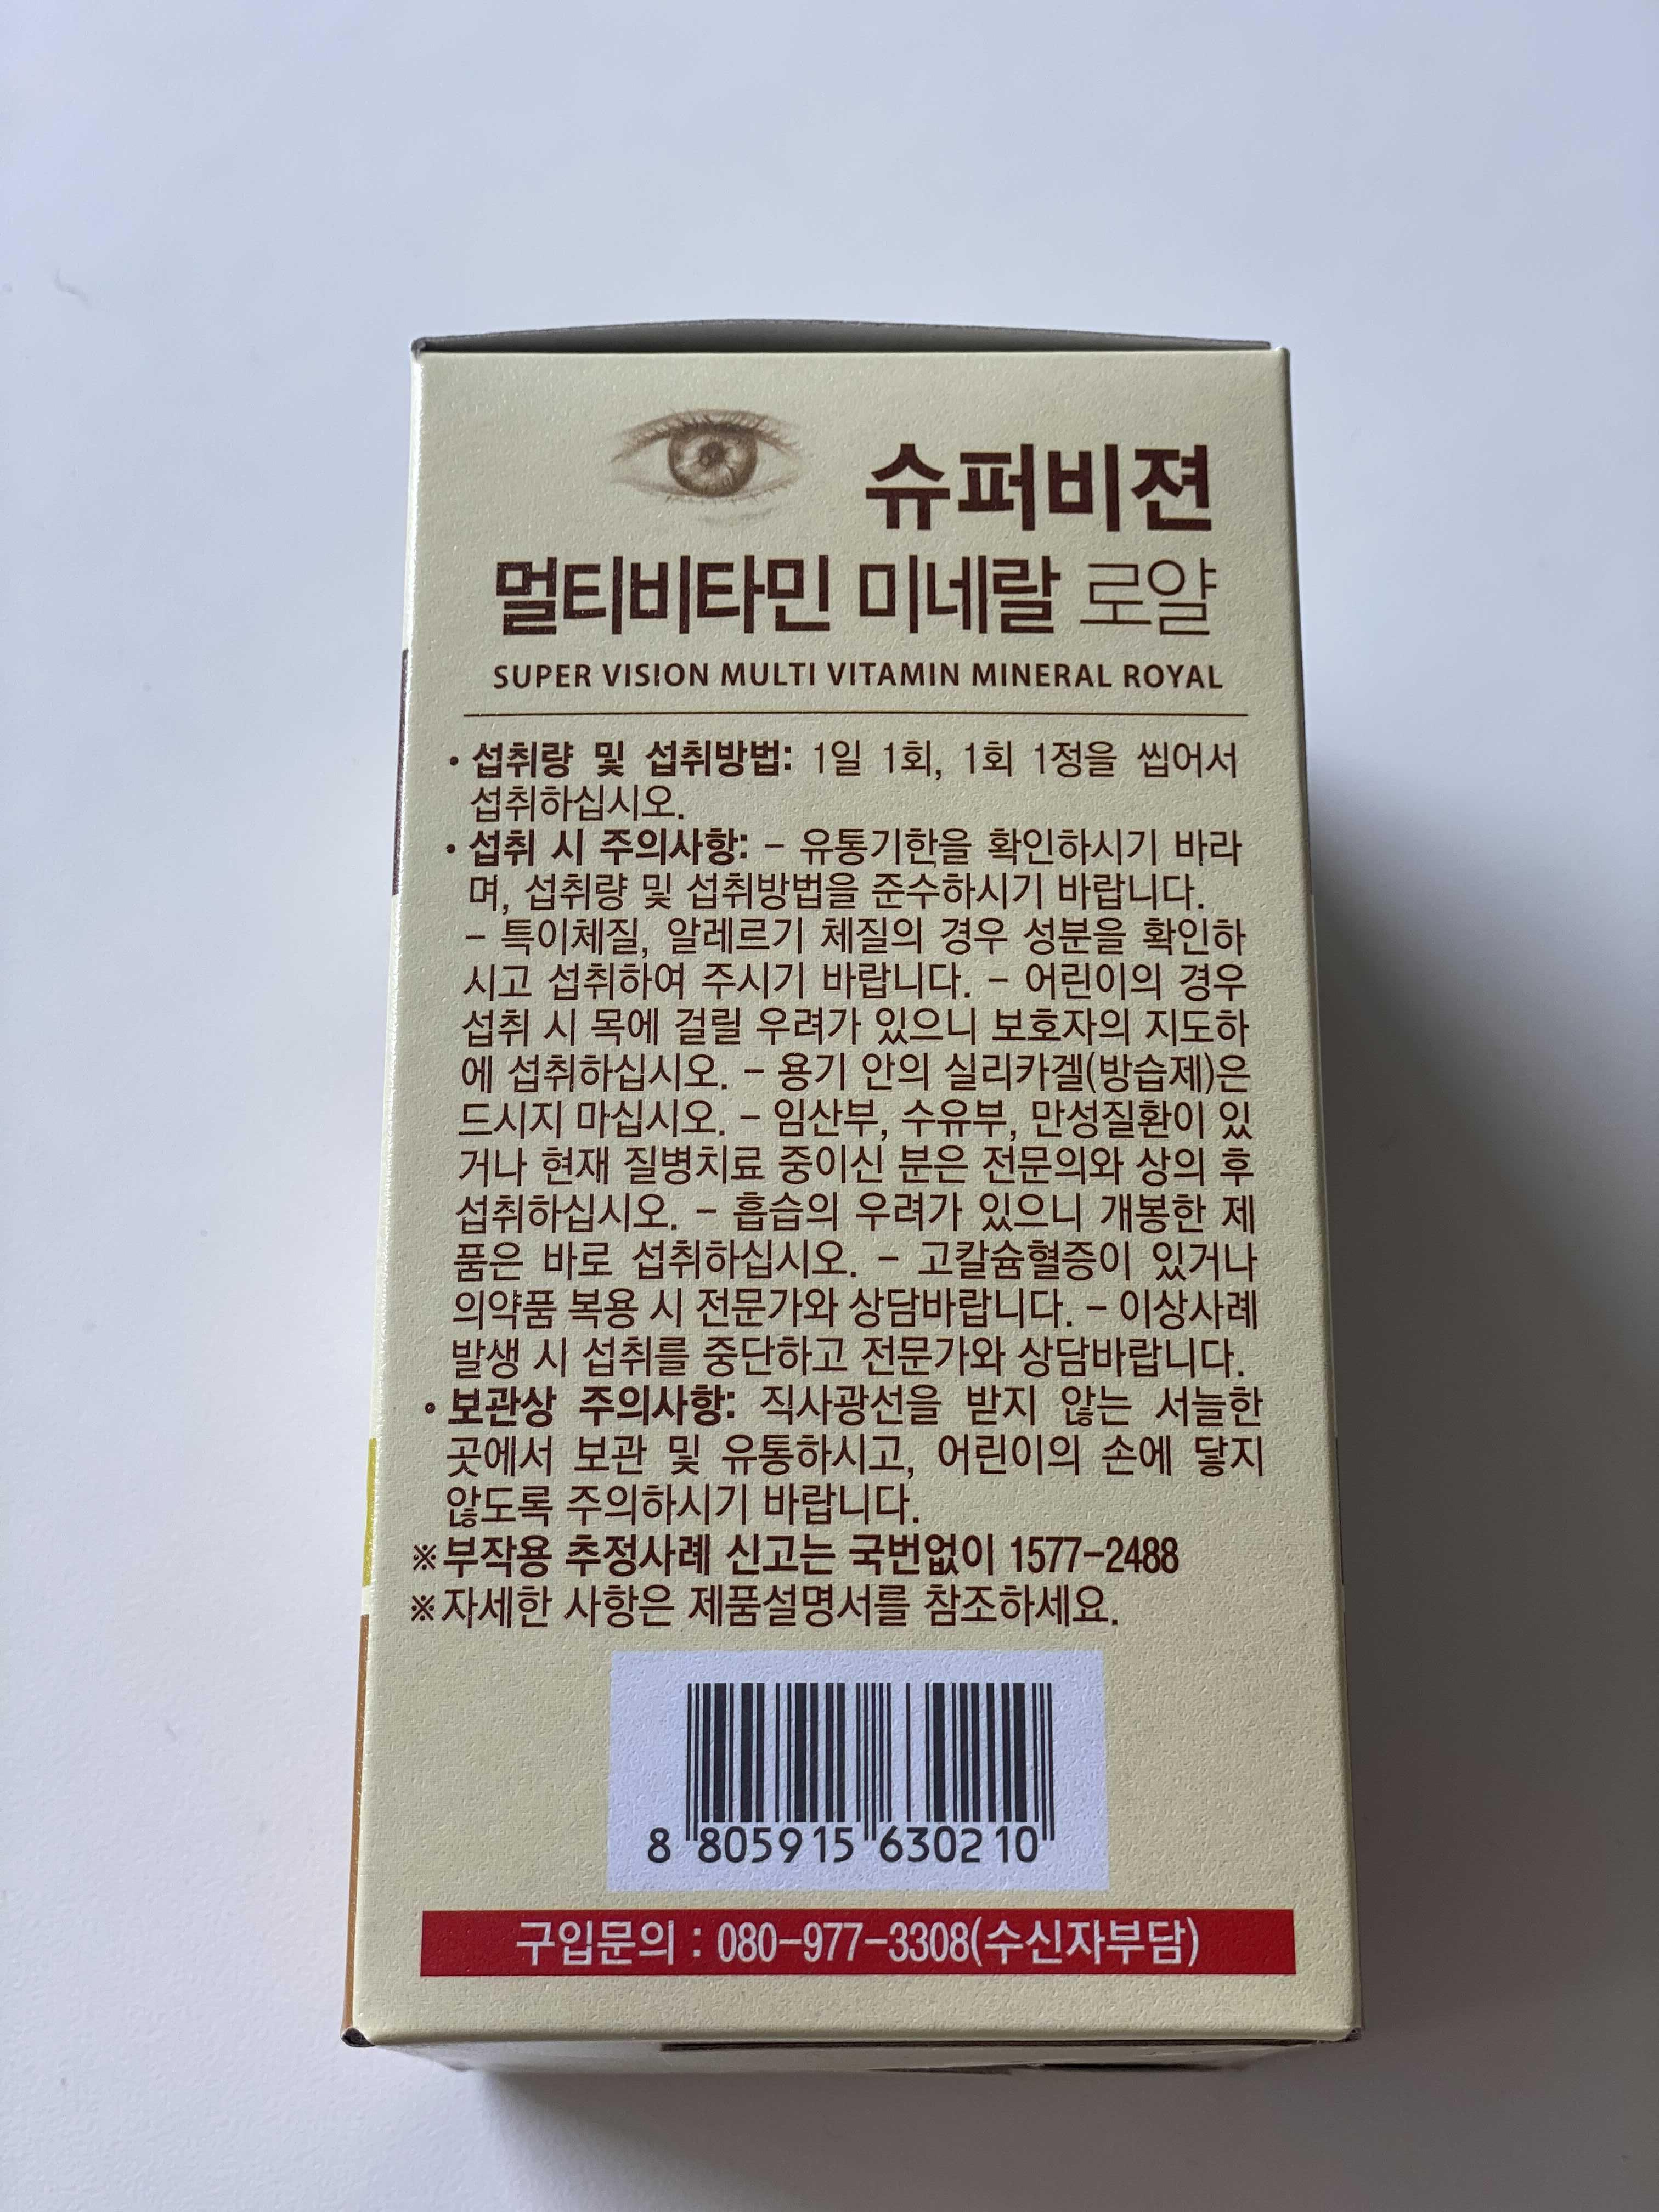 슈퍼비젼
멀티비타민 미네랄 로얄
SUPER VISION MULTI VITAMIN MINERAL ROYAL
• 섭취량 및 섭취방법: 1일 1회, 1회 1정을 씹어서
섭취하십시오.
• 섭취 시 주의사항: - 유통기한을 확인하시기 바라
며, 섭취량 및 섭취방법을 준수하시기 바랍니다.
- 특이체질, 알레르기 체질의 경우 성분을 확인하
시고 섭취하여 주시기 바랍니다. - 어린이의 경우
섭취 시 목에 걸릴 우려가 있으니 보호자의 지도하
에 섭취하십시오. - 용기 안의 실리카겔(방습제)은
드시지 마십시오. - 임산부, 수유부, 만성질환이 있
거나 현재 질병치료 중이신 분은 전문의와 상의 후
섭취하십시오. - 흡습의 우려가 있으니 개봉한 제
품은 바로 섭취하십시오. - 고칼슘혈증이 있거나
의약품 복용 시 전문가와 상담바랍니다. - 이상사례
발생 시 섭취를 중단하고 전문가와 상담바랍니다.
• 보관상 주의사항: 직사광선을 받지 않는 서늘한
곳에서 보관 및 유통하시고, 어린이의 손에 닿지
않도록 주의하시기 바랍니다.
※부작용 추정사례 신고는 국번없이 1577-2488
※자세한 사항은 제품설명서를 참조하세요.
8 805915 630210
구입문의 : 080-977-3308(수신자부담)